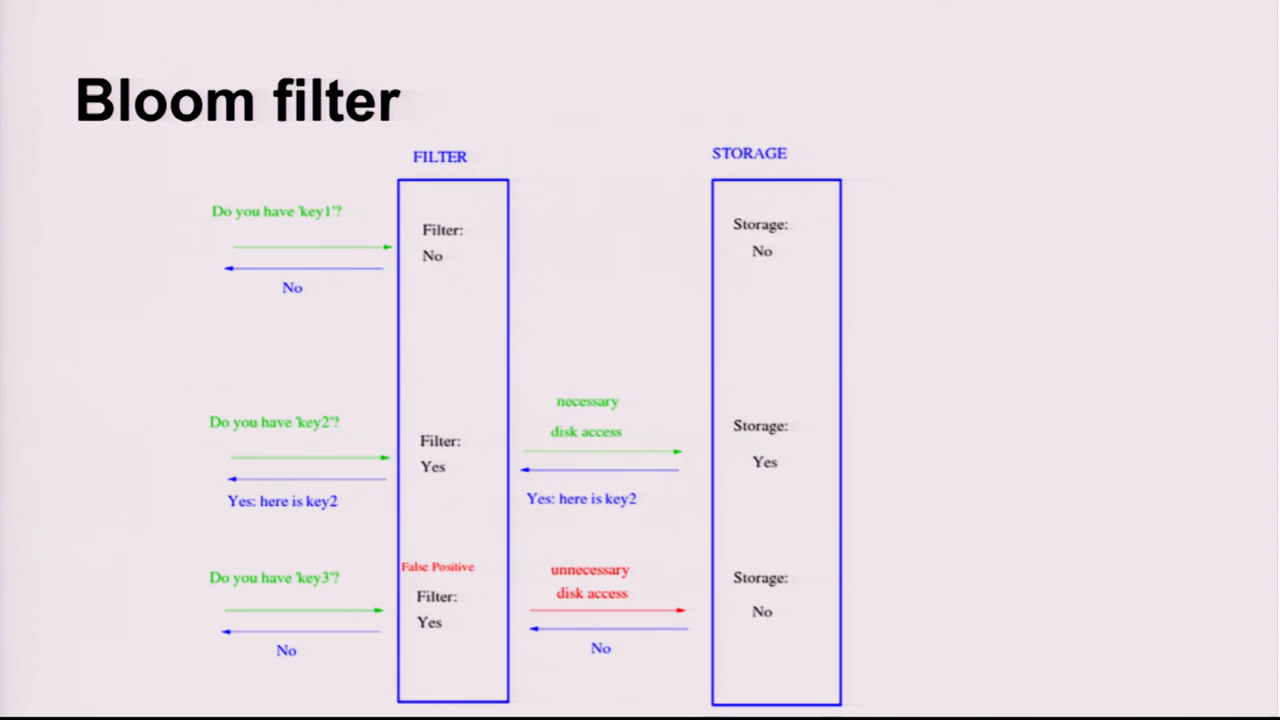 Bloom filter
FILTER
STORAGE
Do you have 'key1'?
Filter:
No
Storage:
No
No
necessary
disk access
Do you have 'key2'?
Filter:
Yes
Storage:
Yes
Yes: here is key2
Yes: here is key2
False Positive
unnecessary
disk access
Do you have 'key3'?
Filter:
Yes
Storage:
No
No
No